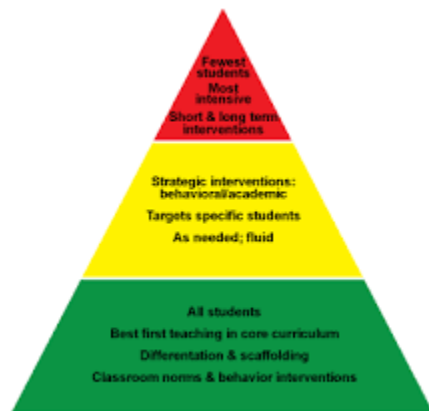 Fewest
students
Most
intensive
Short & long term
interventions
Strategic interventions:
behavioral/academic
Targets specific students
As needed; fluid
All students
Best first teaching in core curriculum
Differentation & scaffolding
Classroom norms & behavior interventions